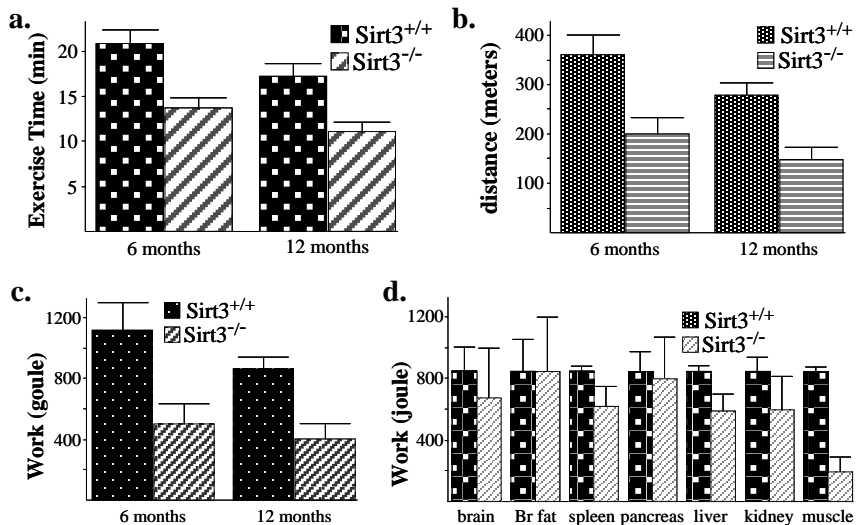 a.
Exercise Time (min)
20
15
10
5
Sirt3+/+
Sirt3-/-
6 months
12 months
b.
distance (meters)
400
300
200
100
Sirt3+/+
Sirt3-/-
6 months
12 months
c.
Work (goule)
1200
800
400
Sirt3+/+
Sirt3-/-
6 months
12 months
d.
Work (joule)
1200
800
400
Sirt3+/+
Sirt3-/-
brain Br fat spleen pancreas liver kidney muscle